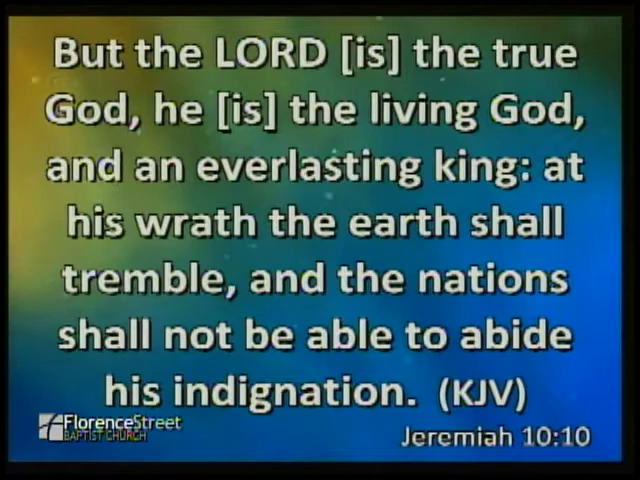 But the LORD [is] the true
God, he [is] the living God,
and an everlasting king: at
his wrath the earth shall
tremble, and the nations
shall not be able to abide
his indignation. (KJV)
FlorenceStreet
BAPTIST CHURCH
Jeremiah 10:10